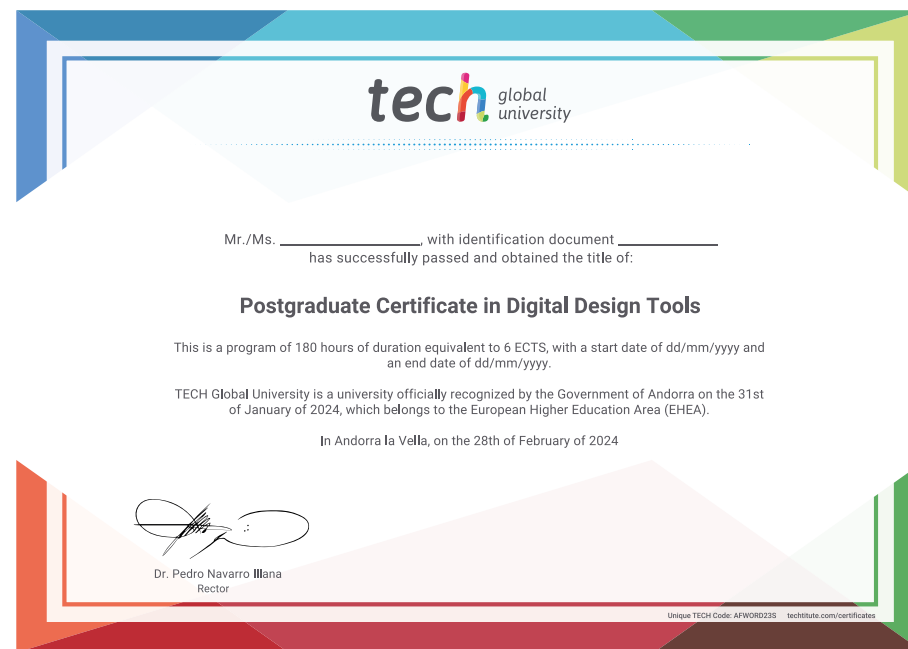 tech global university
Mr./Ms. ____________, with identification document ____________
has successfully passed and obtained the title of:
Postgraduate Certificate in Digital Design Tools
This is a program of 180 hours of duration equivalent to 6 ECTS, with a start date of dd/mm/yyyy and
an end date of dd/mm/yyyy.
TECH Global University is a university officially recognized by the Government of Andorra on the 31st
of January of 2024, which belongs to the European Higher Education Area (EHEA).
In Andorra la Vella, on the 28th of February of 2024
Dr. Pedro Navarro Illana
Rector
Unique TECH Code: AFWORD23S techtitute.com/certificates